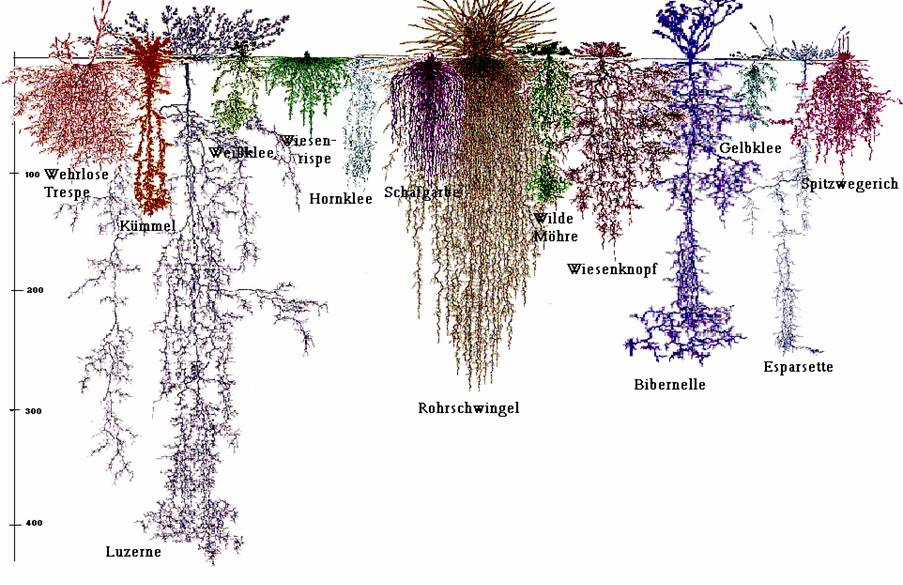 Wehrlose
Trespe
Kümmel
Weißklee
Wiesen-
rispe
Hornklee
Schafgarbe
Wilde
Möhre
Wiesenknopf
Gelbklee
Spitzwegerich
Rohrschwingel
Bibernelle
Esparsette
Luzerne
100
200
300
400